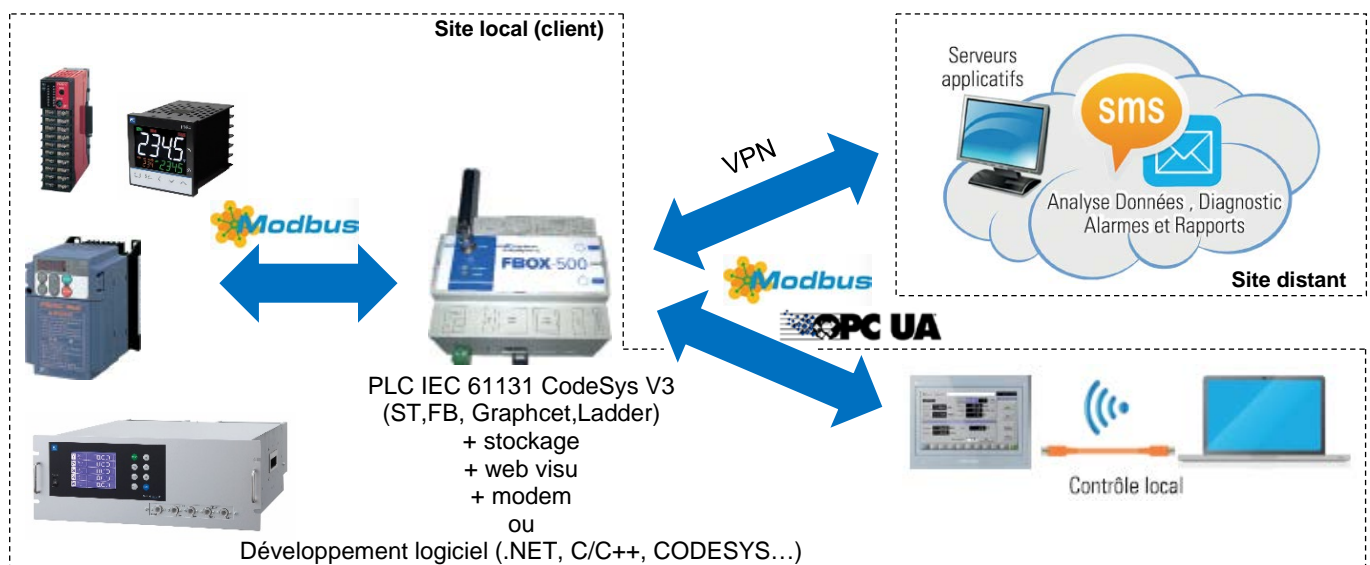 Site local (client)
2345
Modbus
FBOX-500
PLC IEC 61131 CodeSys V3
(ST,FB, Graphcet,Ladder)
+ stockage
+ web visu
+ modem
ou
Développement logiciel (.NET, C/C++, CODESYS…)
VPN
Modbus
OPC UA
Serveurs
applicatifs
sms
Analyse Données , Diagnostic
Alarmes et Rapports
Site distant
Contrôle local